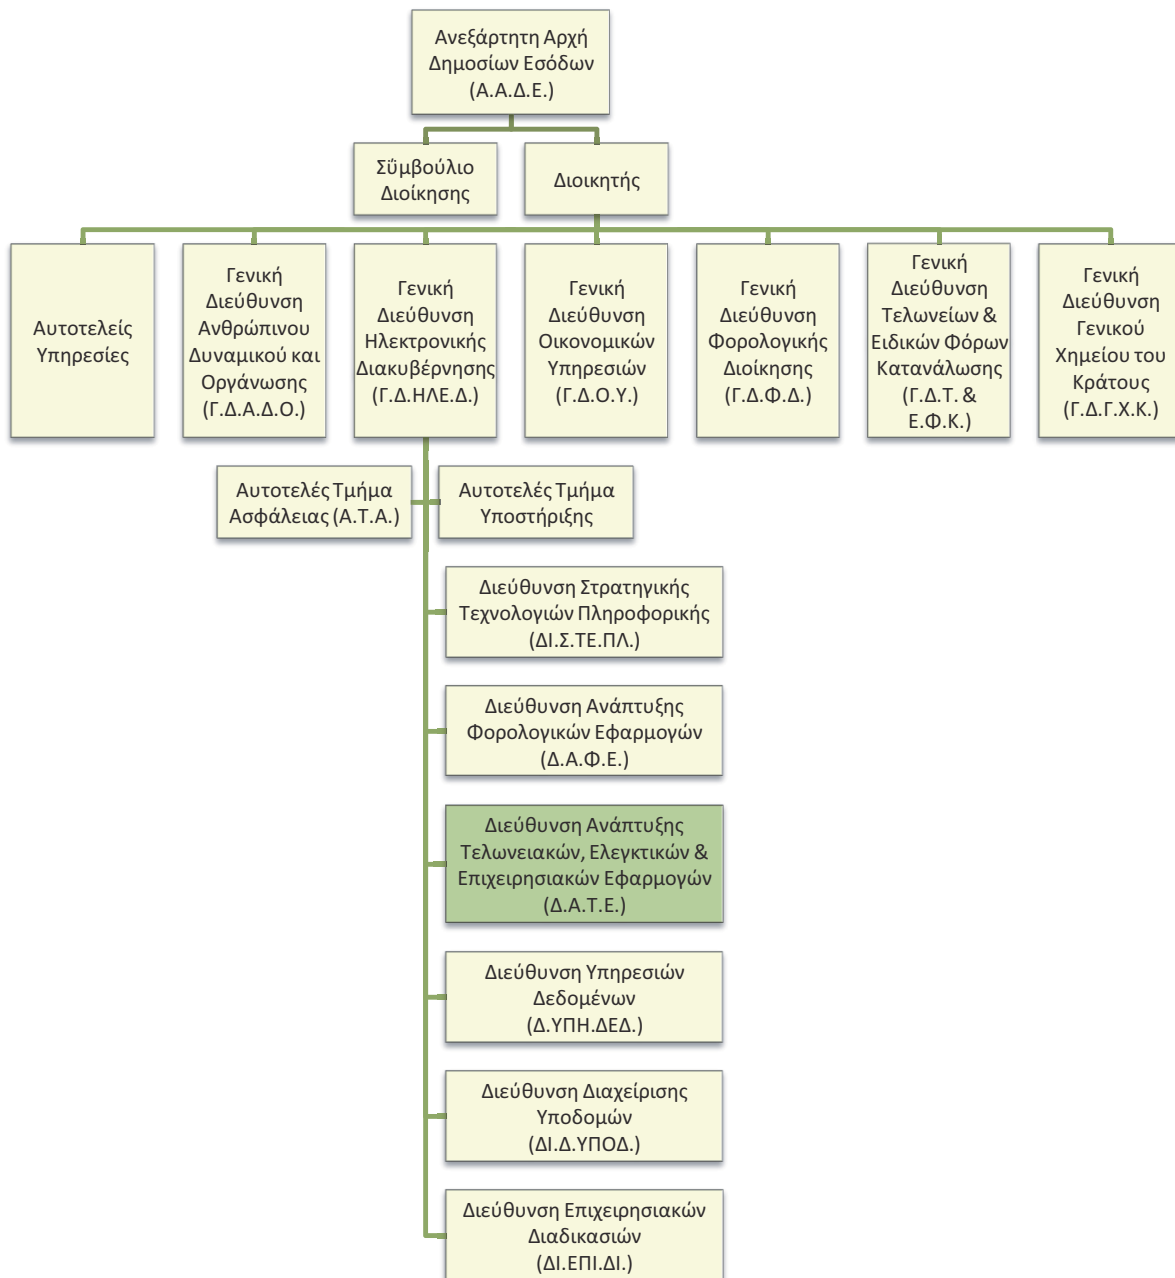 Ανεξάρτητη Αρχή
Δημοσίων Εσόδων
(Α.Α.Δ.Ε.)
Σΰμβούλιο
Διοίκησης
Διοικητής
Αυτοτελείς
Υπηρεσίες
Γενική
Διεύθυνση
Ανθρώπινου
Δυναμικού και
Οργάνωσης
(Γ.Δ.Α.Δ.Ο.)
Γενική
Διεύθυνση
Ηλεκτρονικής
Διακυβέρνησης
(Γ.Δ.ΗΛΕ.Δ.)
Γενική
Διεύθυνση
Οικονομικών
Υπηρεσιών
(Γ.Δ.Ο.Υ.)
Γενική
Διεύθυνση
Φορολογικής
Διοίκησης
(Γ.Δ.Φ.Δ.)
Γενική
Διεύθυνση
Τελωνείων &
Ειδικών Φόρων
Κατανάλωσης
(Γ.Δ.Τ. &
Ε.Φ.Κ.)
Γενική
Διεύθυνση
Γενικού
Χημείου του
Κράτους
(Γ.Δ.Γ.Χ.Κ.)
Αυτοτελές Τμήμα
Ασφάλειας (Α.Τ.Α.)
Αυτοτελές Τμήμα
Υποστήριξης
Διεύθυνση Στρατηγικής
Τεχνολογιών Πληροφορικής
(ΔΙ.Σ.ΤΕ.ΠΛ.)
Διεύθυνση Ανάπτυξης
Φορολογικών Εφαρμογών
(Δ.Α.Φ.Ε.)
Διεύθυνση Ανάπτυξης
Τελωνειακών, Ελεγκτικών &
Επιχειρησιακών Εφαρμογών
(Δ.Α.Τ.Ε.)
Διεύθυνση Υπηρεσιών
Δεδομένων
(Δ.ΥΠΗ.ΔΕΔ.)
Διεύθυνση Διαχείρισης
Υποδομών
(ΔΙ.Δ.ΥΠΟΔ.)
Διεύθυνση Επιχειρησιακών
Διαδικασιών
(ΔΙ.ΕΠΙ.ΔΙ.)